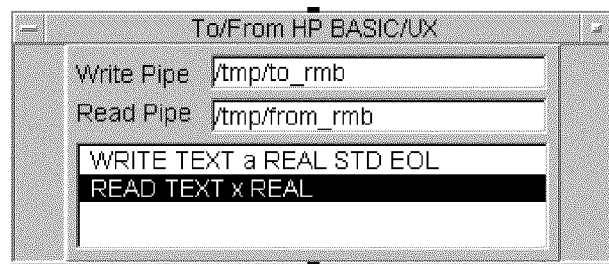 To/From HP BASIC/UX
Write Pipe /tmp/to_rmb
Read Pipe /tmp/from_rmb
WRITE TEXT a REAL STD EOL
READ TEXT x REAL